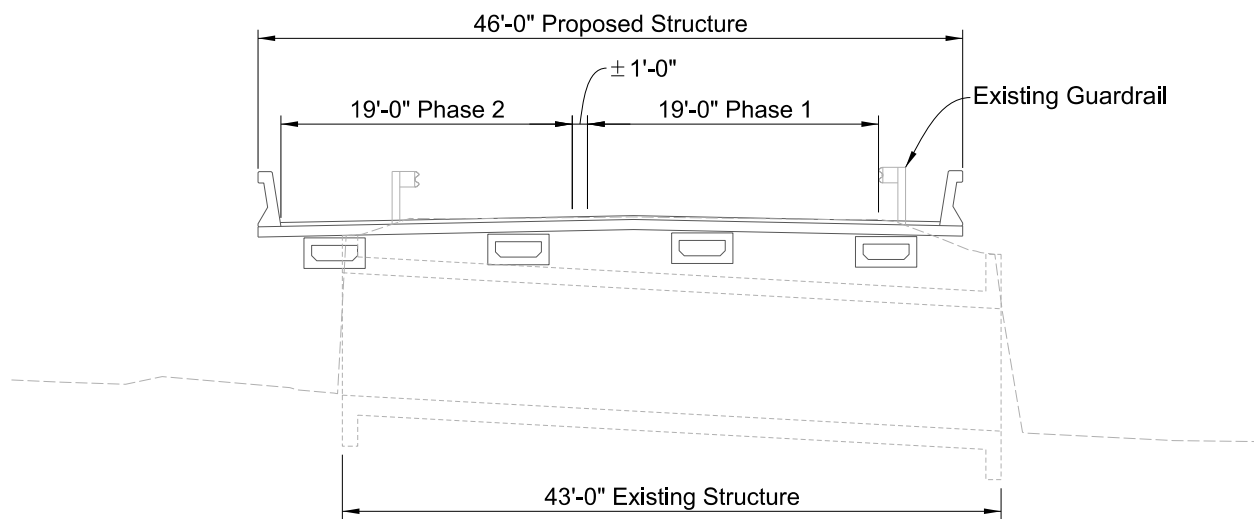 46'-0" Proposed Structure
± 1'-0"
19'-0" Phase 2
19'-0" Phase 1
Existing Guardrail
43'-0" Existing Structure